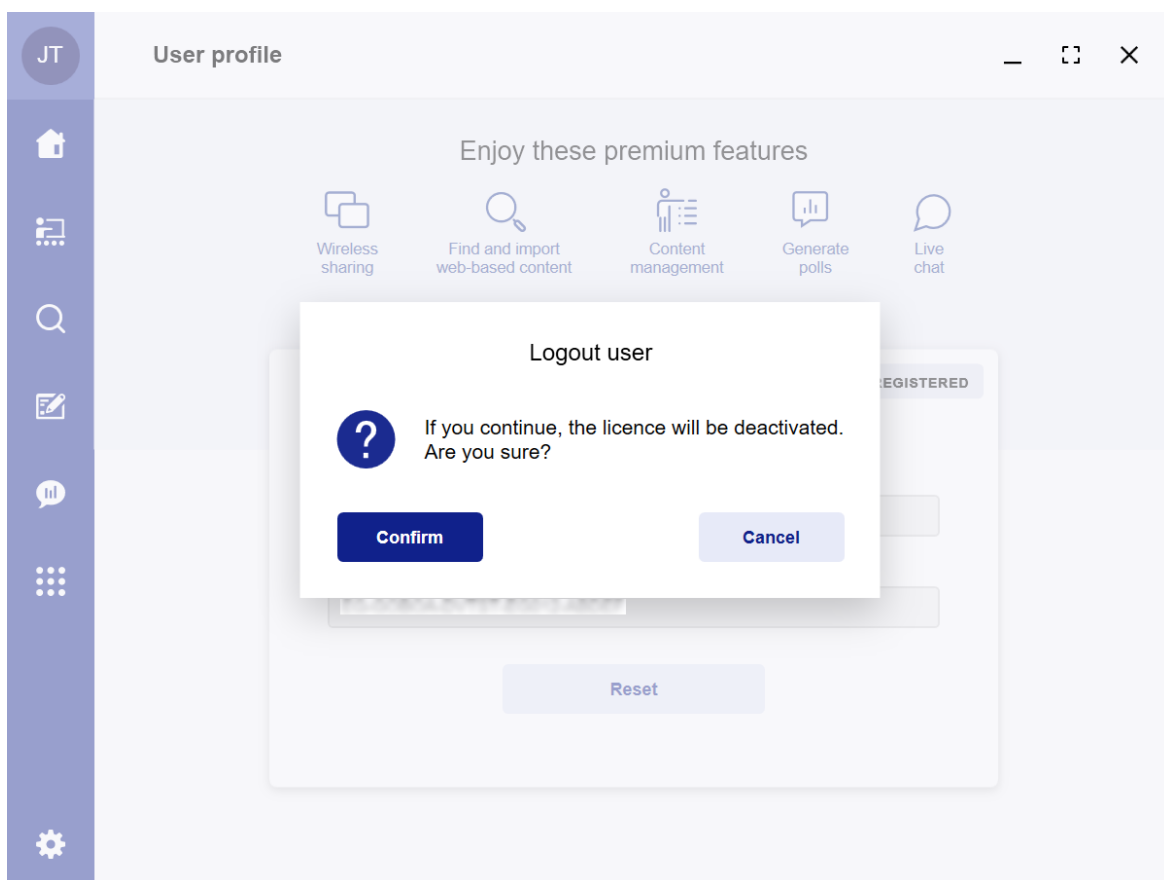 JT
User profile
Enjoy these premium features
Wireless
sharing
Find and import
web-based content
Content
management
Generate
polls
Live
chat
Logout user
EGISTERED
?
If you continue, the licence will be deactivated.
Are you sure?
Confirm
Cancel
Reset